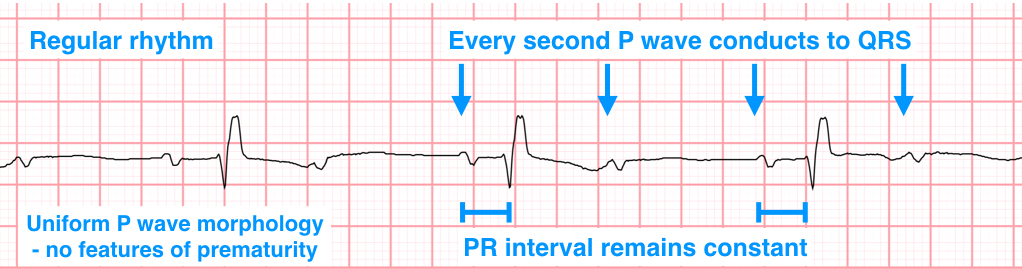 Regular rhythm
Every second P wave conducts to QRS
Uniform P wave morphology
- no features of prematurity
PR interval remains constant